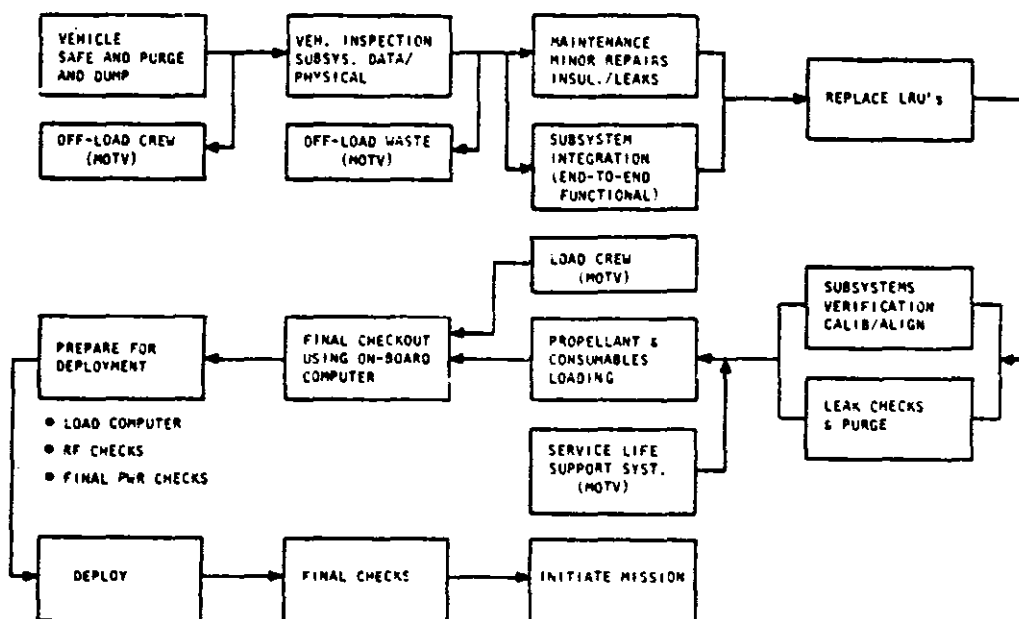 VEHICLE
SAFE AND PURGE
AND DUMP
VEH. INSPECTION
SUBSYS. DATA/
PHYSICAL
MAINTENANCE
MINOR REPAIRS
INSUL./LEAKS
REPLACE LRU's
OFF-LOAD CREW
(MOTV)
OFF-LOAD WASTE
(MOTV)
SUBSYSTEM
INTEGRATION
(END-TO-END
FUNCTIONAL)
LOAD CREW
(MOTV)
SUBSYSTEMS
VERIFICATION
CALIB/ALIGN
PREPARE FOR
DEPLOYMENT
FINAL CHECKOUT
USING ON-BOARD
COMPUTER
PROPELLANT &
CONSUMABLES
LOADING
LEAK CHECKS
& PURGE
• LOAD COMPUTER
• RF CHECKS
• FINAL PWR CHECKS
SERVICE LIFE
SUPPORT SYST.
(MOTV)
DEPLOY
FINAL CHECKS
INITIATE MISSION